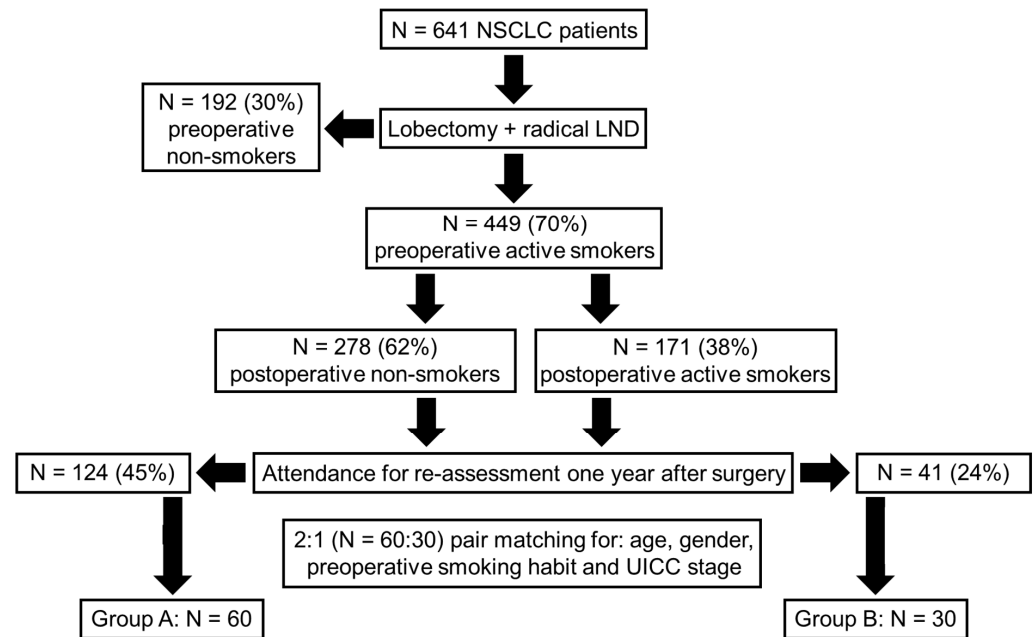 N = 641 NSCLC patients
N = 192 (30%)
preoperative
non-smokers
Lobectomy + radical LND
N = 449 (70%)
preoperative active smokers
N = 278 (62%)
postoperative non-smokers
N = 171 (38%)
postoperative active smokers
N = 124 (45%)
Attendance for re-assessment one year after surgery
N = 41 (24%)
2:1 (N = 60:30) pair matching for: age, gender,
preoperative smoking habit and UICC stage
Group A: N = 60
Group B: N = 30